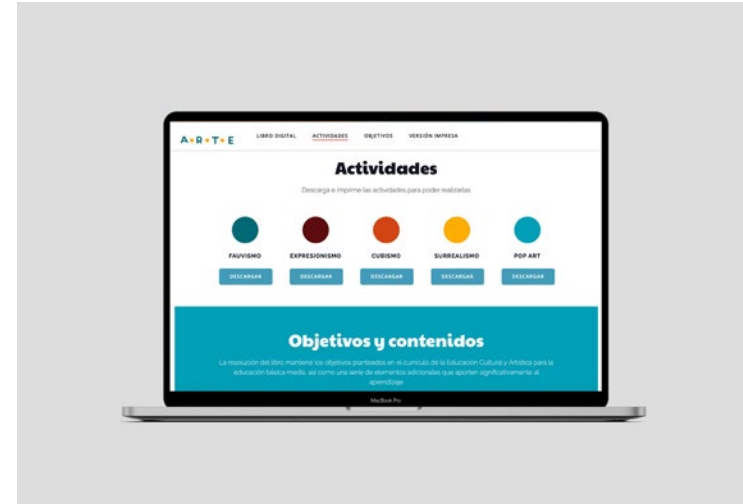 A•R•T•E LIBRO DIGITAL ACTIVIDADES OBJETIVOS VERSIÓN IMPRESA
Actividades
Descarga e imprime las actividades para poder realizarlas
FAUVISMO EXPRESIONISMO CUBISMO SURREALISMO POP ART
DESCARGAR DESCARGAR DESCARGAR DESCARGAR DESCARGAR
Objetivos y contenidos
La resolución del libro mantiene los objetivos planteados en el currículo de la Educación Cultural y Artística para la
educación básica media, así como una serie de elementos adicionales que aporten significativamente al
aprendizaje
MacBook Pro